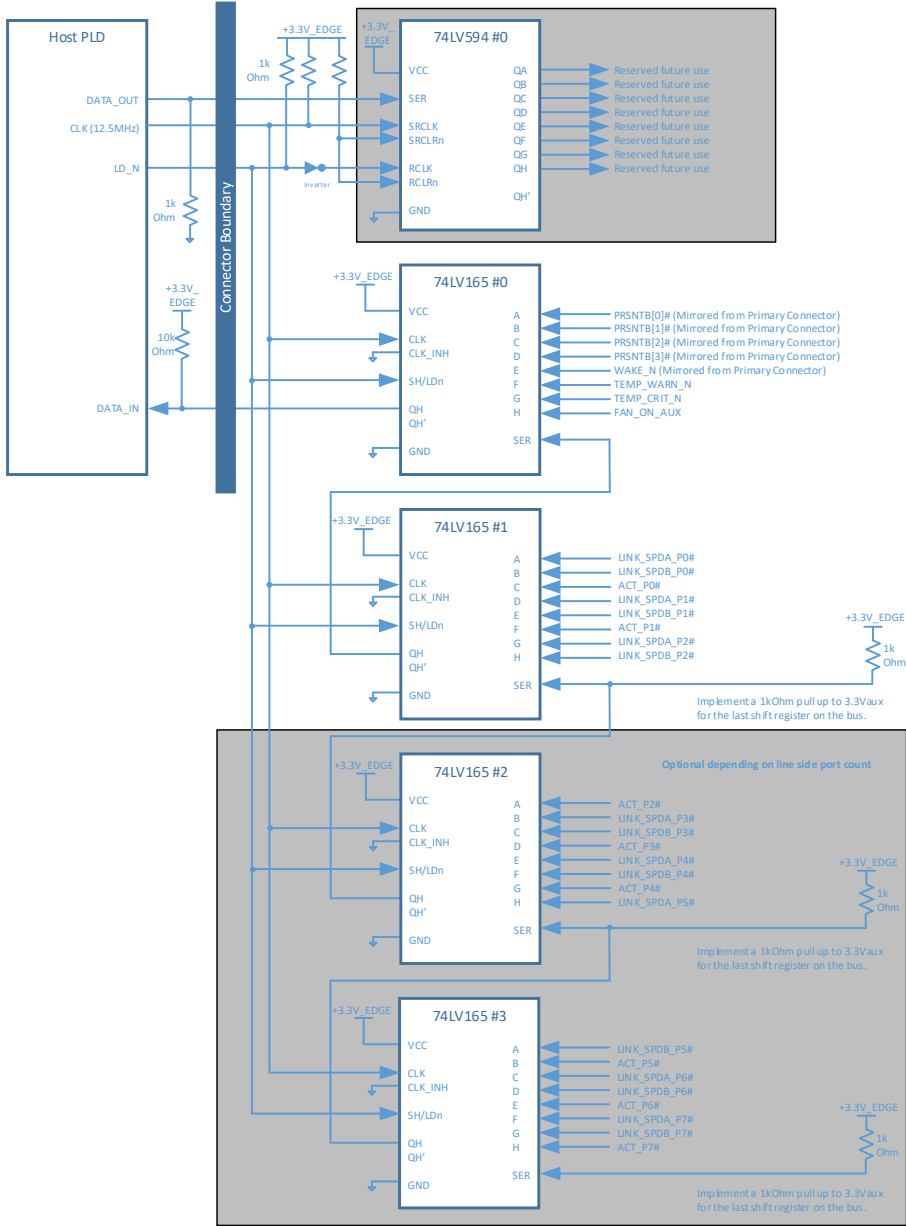 Host PLD
DATA_OUT
CLK (12.5MHz)
LD_N
1k
Ohm
+3.3V_
EDGE
10k
Ohm
DATA_IN
Connector Boundary
+3.3V_EDGE
1k
Ohm
Inverter
+3.3V_
EDGE
74LV594 #0
VCC
SER
SRCLK
SRCLRn
RCLK
RCLRn
GND
QA
QB
QC
QD
QE
QF
QG
QH
QH'
Reserved future use
Reserved future use
Reserved future use
Reserved future use
Reserved future use
Reserved future use
Reserved future use
Reserved future use
+3.3V_EDGE
74LV165 #0
VCC
CLK
CLK_INH
SH/LDn
QH
QH'
GND
A
B
C
D
E
F
G
H
SER
PRSNTB[0]# (Mirrored from Primary Connector)
PRSNTB[1]# (Mirrored from Primary Connector)
PRSNTB[2]# (Mirrored from Primary Connector)
PRSNTB[3]# (Mirrored from Primary Connector)
WAKE_N (Mirrored from Primary Connector)
TEMP_WARN_N
TEMP_CRIT_N
FAN_ON_AUX
+3.3V_EDGE
74LV165 #1
VCC
CLK
CLK_INH
SH/LDn
QH
QH'
GND
A
B
C
D
E
F
G
H
SER
LINK_SPDA_P0#
LINK_SPDB_P0#
ACT_P0#
LINK_SPDA_P1#
LINK_SPDB_P1#
ACT_P1#
LINK_SPDA_P2#
LINK_SPDB_P2#
+3.3V_EDGE
1k
Ohm
Implement a 1kOhm pull up to 3.3Vaux
for the last shift register on the bus.
Optional depending on line side port count
+3.3V_EDGE
74LV165 #2
VCC
CLK
CLK_INH
SH/LDn
QH
QH'
GND
A
B
C
D
E
F
G
H
SER
ACT_P2#
LINK_SPDA_P3#
LINK_SPDB_P3#
ACT_P3#
LINK_SPDA_P4#
LINK_SPDB_P4#
ACT_P4#
LINK_SPDA_P5#
+3.3V_EDGE
1k
Ohm
Implement a 1kOhm pull up to 3.3Vaux
for the last shift register on the bus.
+3.3V_EDGE
74LV165 #3
VCC
CLK
CLK_INH
SH/LDn
QH
QH'
GND
A
B
C
D
E
F
G
H
SER
LINK_SPDB_P5#
ACT_P5#
LINK_SPDA_P6#
LINK_SPDB_P6#
ACT_P6#
LINK_SPDA_P7#
LINK_SPDB_P7#
ACT_P7#
+3.3V_EDGE
1k
Ohm
Implement a 1kOhm pull up to 3.3Vaux
for the last shift register on the bus.